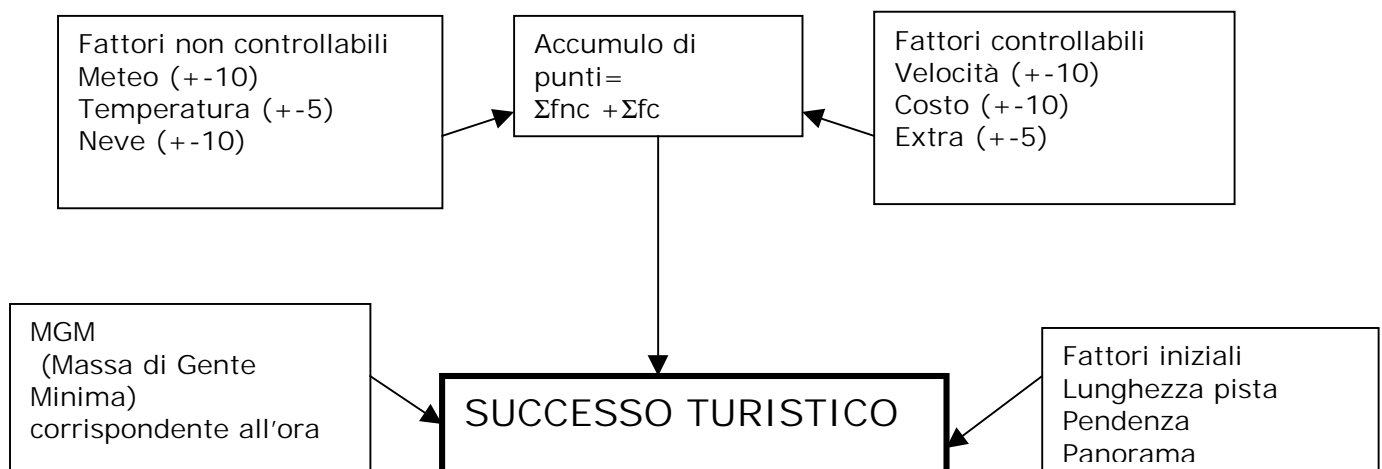 Fattori non controllabili
Meteo (+-10)
Temperatura (+-5)
Neve (+-10)
Accumulo di
punti=
Σfnc +Σfc
Fattori controllabili
Velocità (+-10)
Costo (+-10)
Extra (+-5)
MGM
(Massa di Gente
Minima)
corrispondente all'ora
SUCCESSO TURISTICO
Fattori iniziali
Lunghezza pista
Pendenza
Panorama